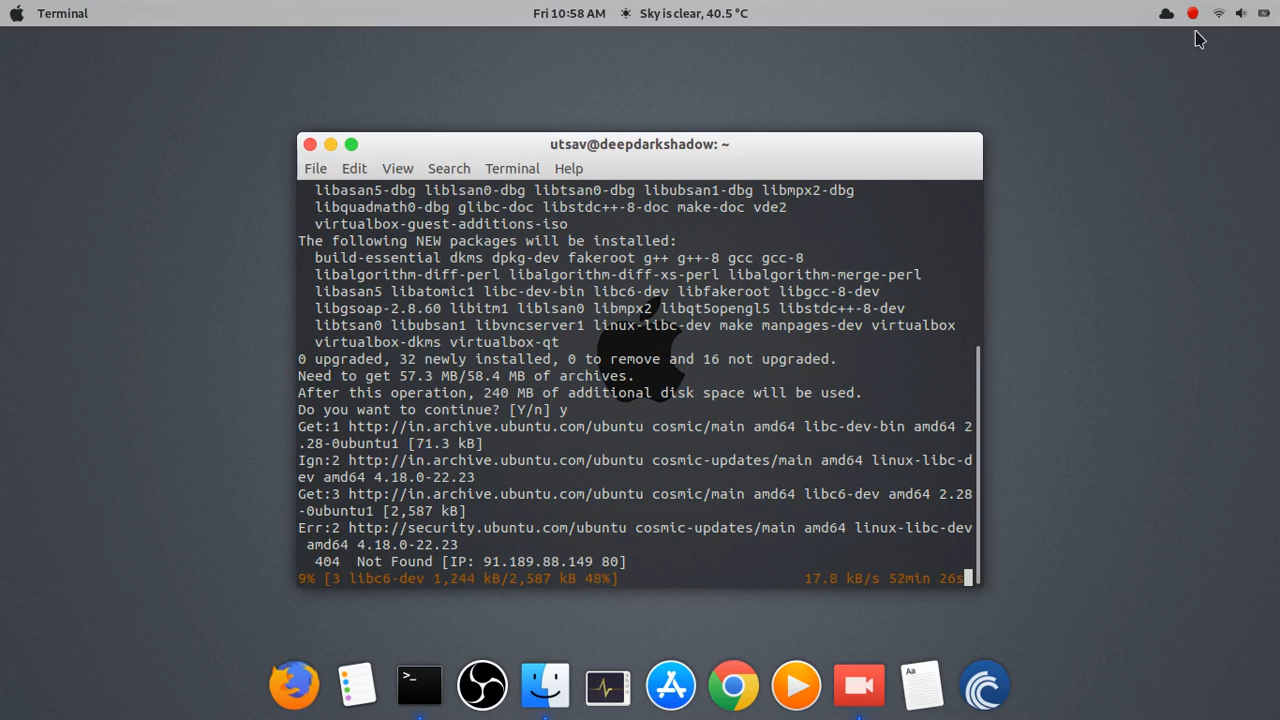 Terminal
Fri 10:58 AM
Sky is clear, 40.5 °C
utsav@deepdarkshadow: ~
File Edit View Search Terminal Help
libasan5-dbg liblsan0-dbg libtsan0-dbg libubsan1-dbg libmpx2-dbg
libquadmath0-dbg glibc-doc libstdc++-8-doc make-doc vde2
virtualbox-guest-additions-iso
The following NEW packages will be installed:
build-essential dkms dpkg-dev fakeroot g++ g++-8 gcc gcc-8
libalgorithm-diff-perl libalgorithm-diff-xs-perl libalgorithm-merge-perl
libasan5 libatomic1 libc-dev-bin libc6-dev libfakeroot libgcc-8-dev
libgsoap-2.8.60 libitm1 liblsan0 libmpx2 libqt5opengl5 libstdc++-8-dev
libtsan0 libubsan1 libvncserver1 linux-libc-dev make manpages-dev virtualbox
virtualbox-dkms virtualbox-qt
0 upgraded, 32 newly installed, 0 to remove and 16 not upgraded.
Need to get 57.3 MB/58.4 MB of archives.
After this operation, 240 MB of additional disk space will be used.
Do you want to continue? [Y/n] y
Get:1 http://in.archive.ubuntu.com/ubuntu cosmic/main amd64 libc-dev-bin amd64 2
.28-0ubuntu1 [71.3 kB]
Ign:2 http://in.archive.ubuntu.com/ubuntu cosmic-updates/main amd64 linux-libc-d
ev amd64 4.18.0-22.23
Get:3 http://in.archive.ubuntu.com/ubuntu cosmic/main amd64 libc6-dev amd64 2.28
-0ubuntu1 [2,587 kB]
Err:2 http://security.ubuntu.com/ubuntu cosmic-updates/main amd64 linux-libc-dev
amd64 4.18.0-22.23
404  Not Found [IP: 91.189.88.149 80]
9% [3 libc6-dev 1,244 kB/2,587 kB 48%] 17.8 kB/s 52min 26s
>_
Aa